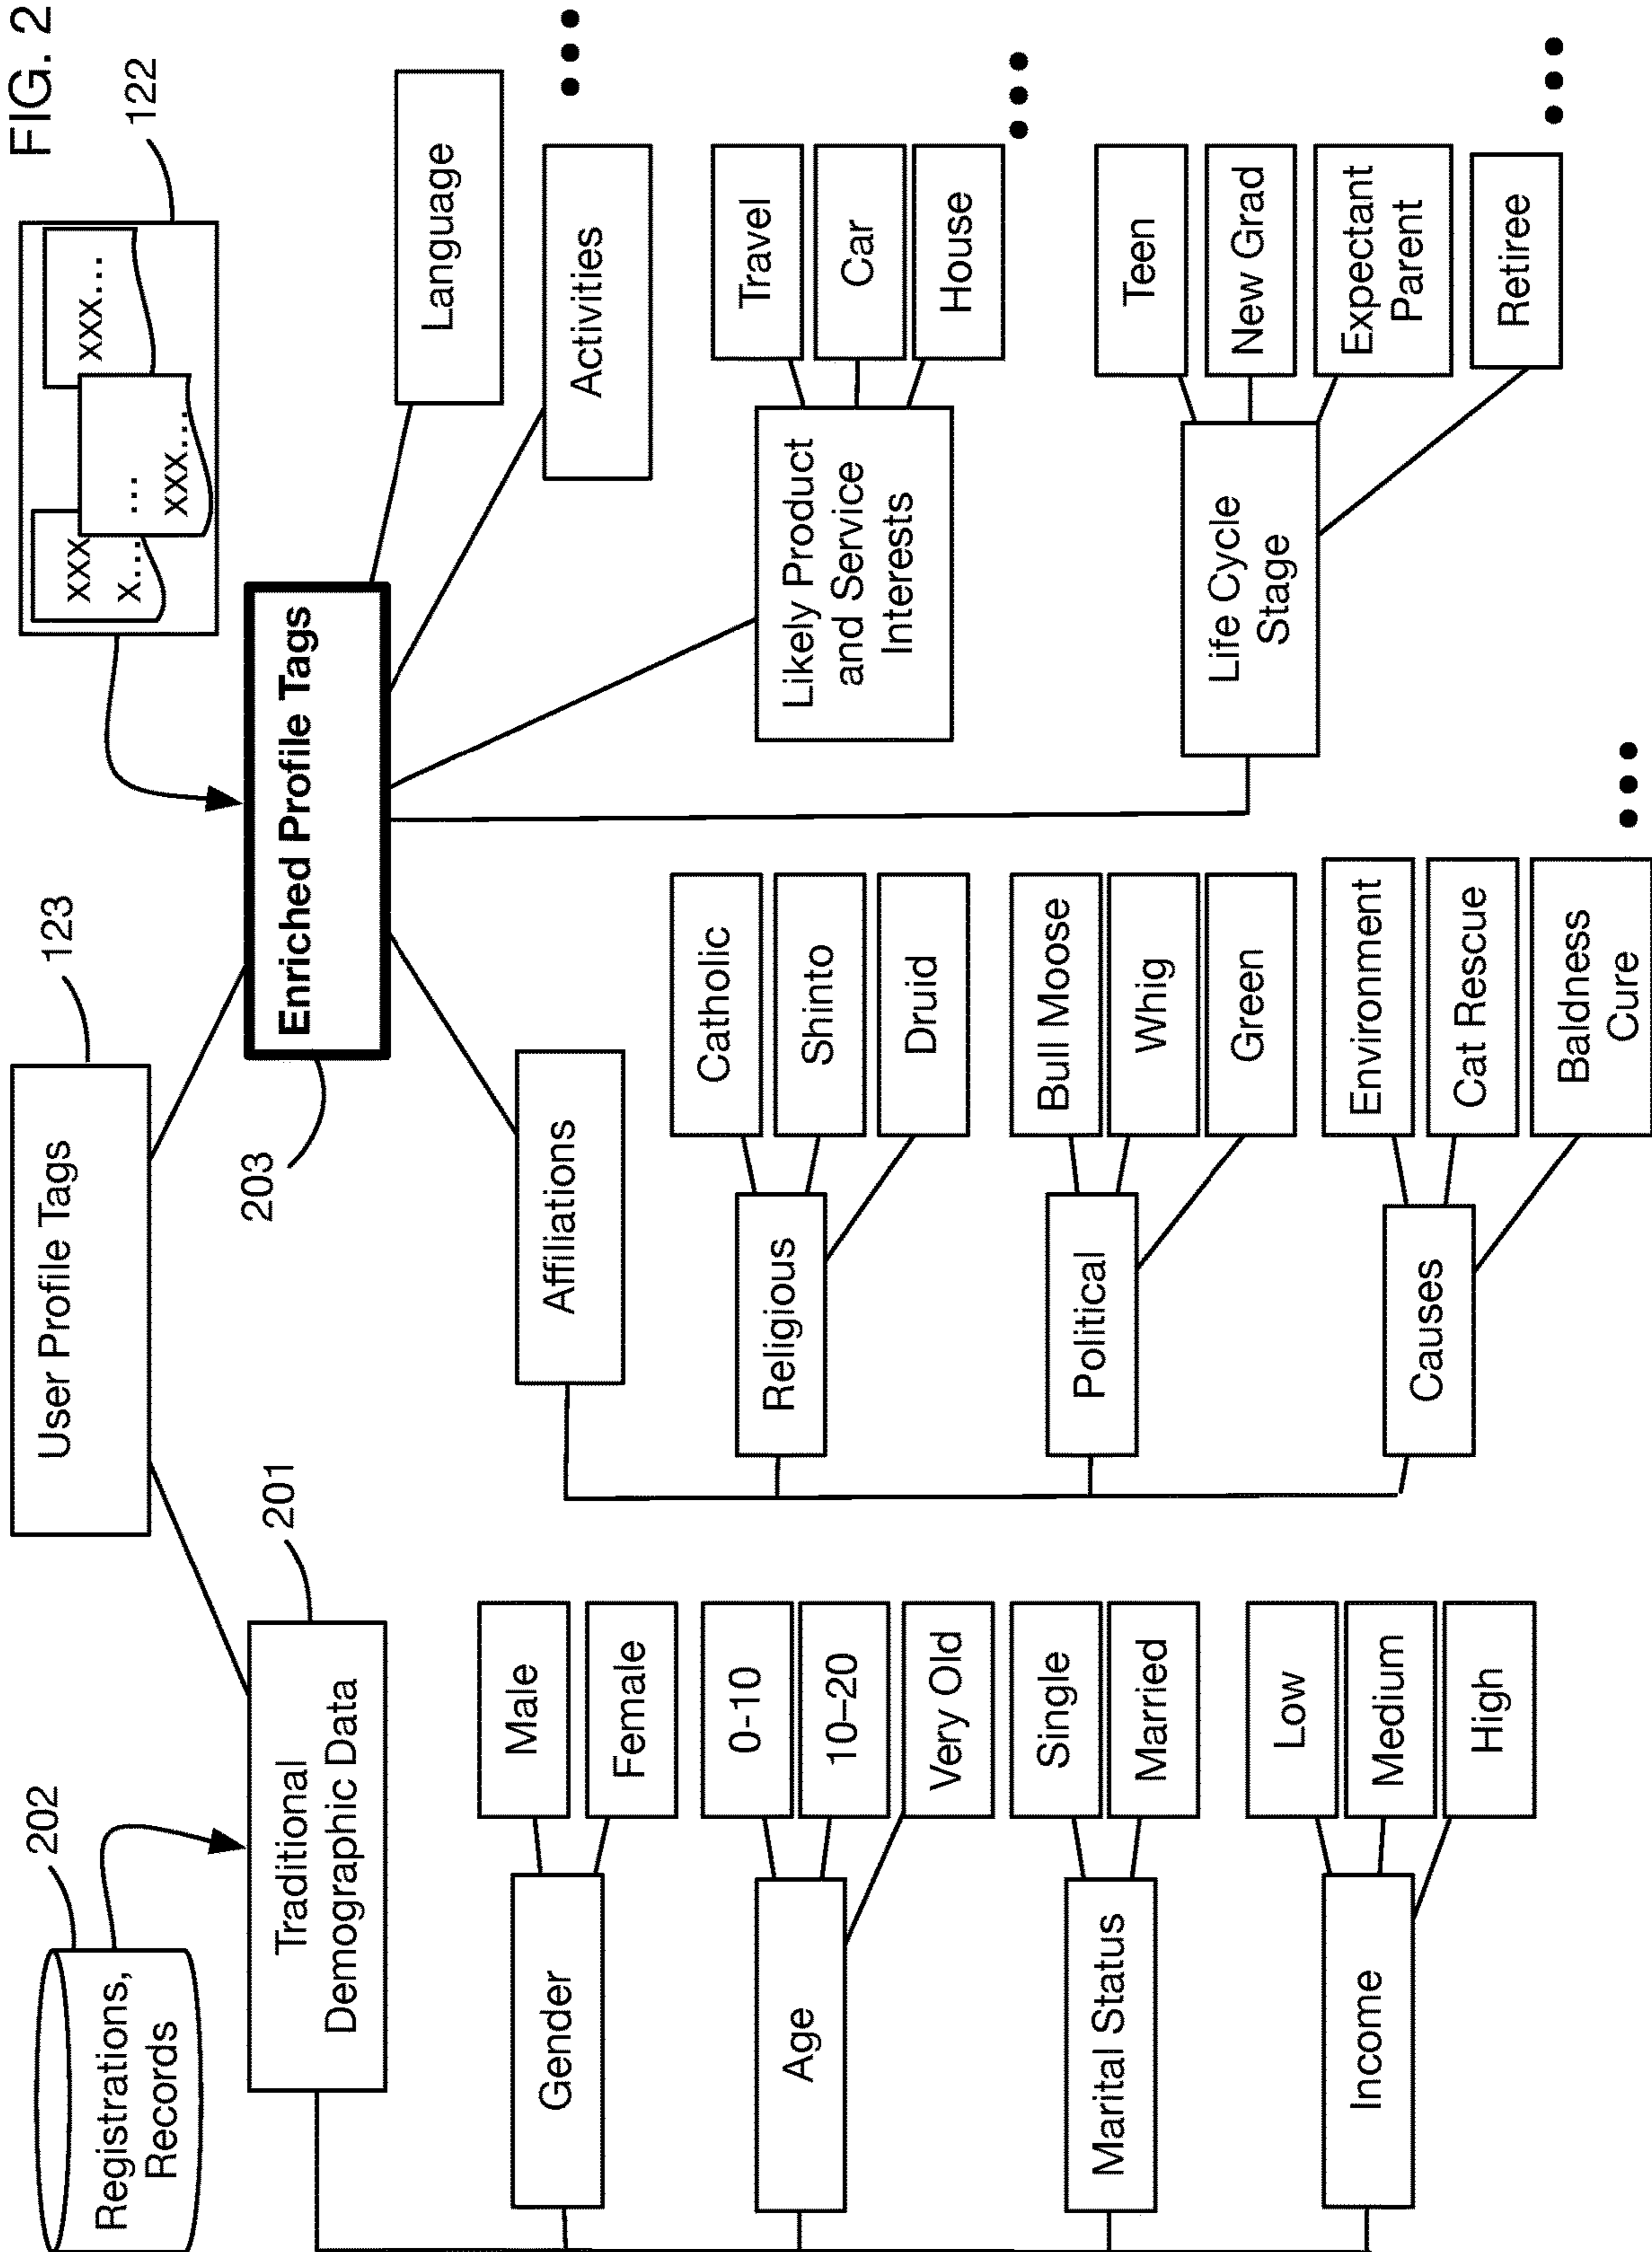 FIG. 2
User Profile Tags
123
122
xxx
x...
...
xxx...
xxx...
202
Registrations,
Records
201
Traditional
Demographic Data
203
Enriched Profile Tags
Language
...
Activities
Gender
Male
Female
Age
0-10
10–20
Very Old
Marital Status
Single
Married
Income
Low
Medium
High
Affiliations
Religious
Catholic
Shinto
Druid
Political
Bull Moose
Whig
Green
Causes
Environment
Cat Rescue
Baldness
Cure
...
Likely Product
and Service
Interests
Travel
Car
House
...
Life Cycle
Stage
Teen
New Grad
Expectant
Parent
Retiree
...